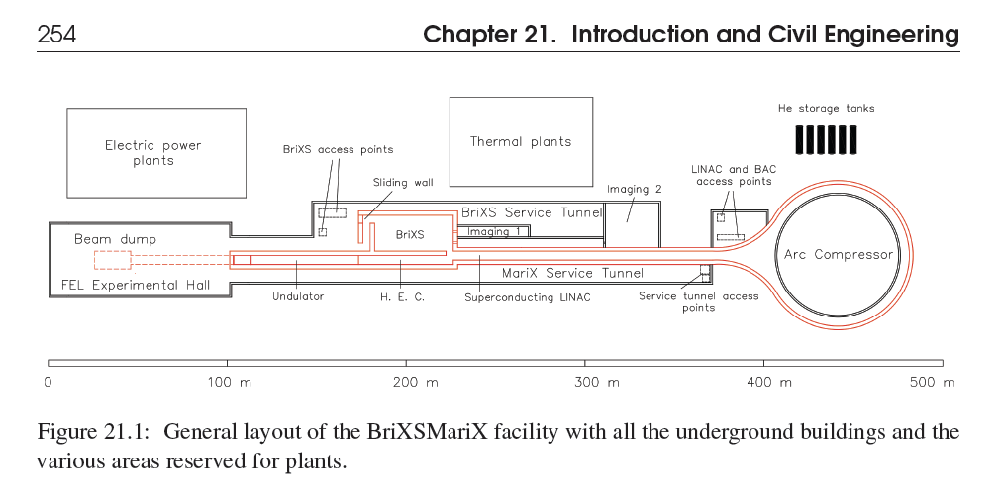 254
Chapter 21. Introduction and Civil Engineering
He storage tanks
Electric power
plants
Thermal plants
BriXS access points
LINAC and BAC
access points
Sliding wall
Imaging 2
BriXS Service Tunnel
Imaging 1
BriXS
Beam dump
Arc Compressor
MariX Service Tunnel
FEL Experimental Hall
Undulator
H. E. C.
Superconducting LINAC
Service tunnel access
points
0
100 m
200 m
300 m
400 m
500 m
Figure 21.1: General layout of the BriXSMariX facility with all the underground buildings and the
various areas reserved for plants.